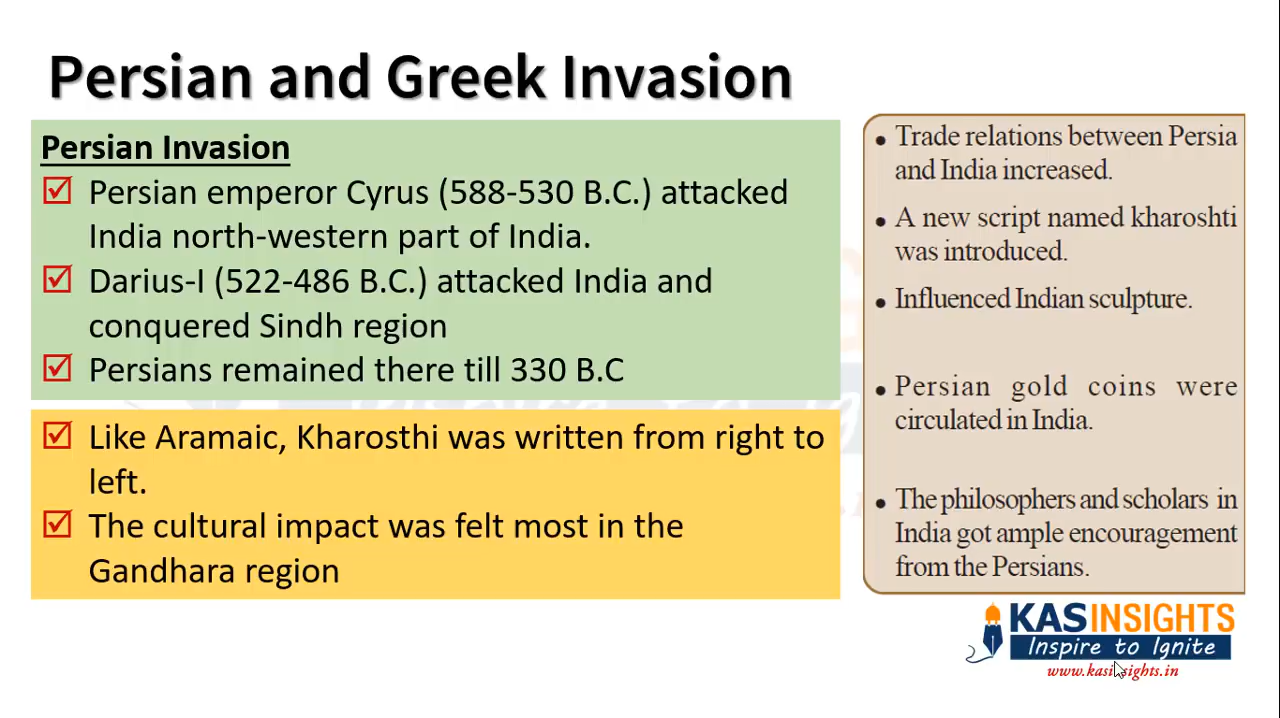 Persian and Greek Invasion
Persian Invasion
Persian emperor Cyrus (588-530 B.C.) attacked
India north-western part of India.
Darius-I (522-486 B.C.) attacked India and
conquered Sindh region
Persians remained there till 330 B.C
Like Aramaic, Kharosthi was written from right to
left.
The cultural impact was felt most in the
Gandhara region
Trade relations between Persia
and India increased.
A new script named kharoshti
was introduced.
Influenced Indian sculpture.
Persian gold coins were
circulated in India.
The philosophers and scholars in
India got ample encouragement
from the Persians.
KASINSIGHTS
Inspire to Ignite
www.kasinsights.in